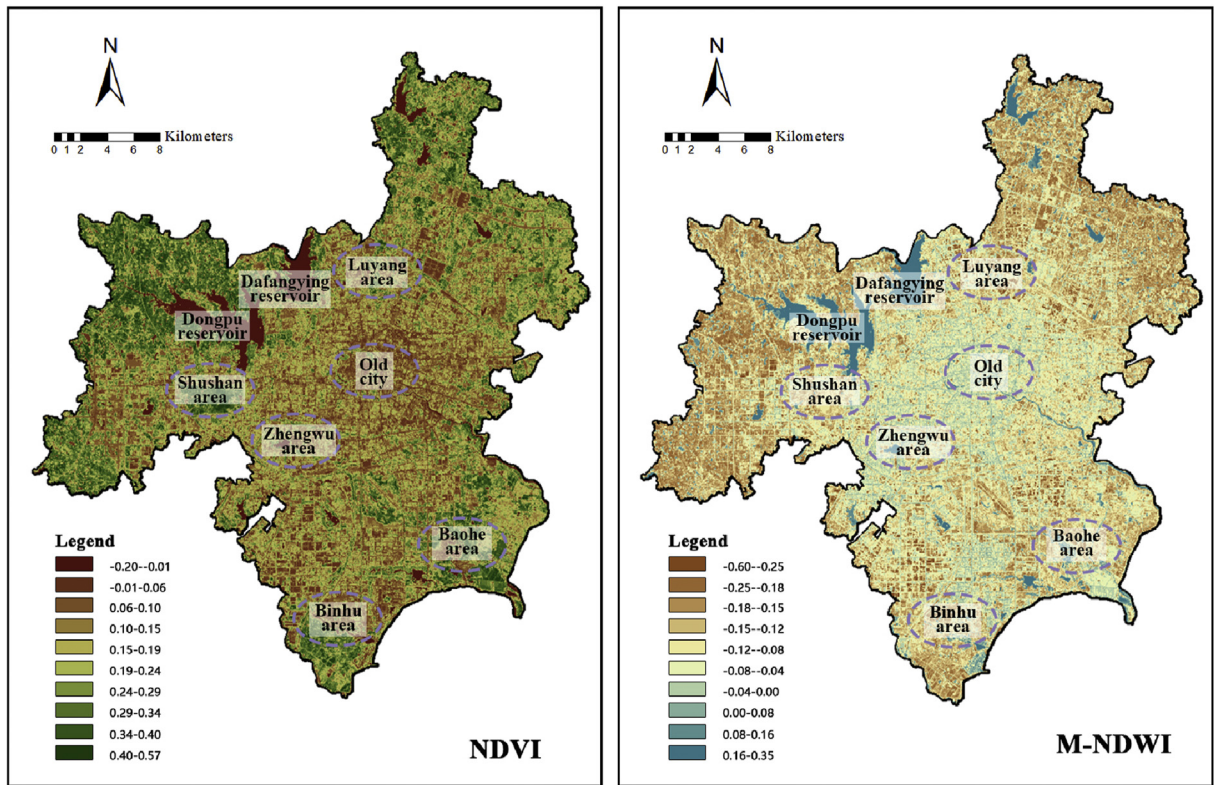 N
Kilometers
0 1 2 4 6 8
Luyang
area
Dafangying
reservoir
Dongpu
reservoir
Old
city
Shushan
area
Zhengwu
area
Baohe
area
Binhu
area
Legend
-0.20--0.01
-0.01-0.06
0.06-0.10
0.10-0.15
0.15-0.19
0.19-0.24
0.24-0.29
0.29-0.34
0.34-0.40
0.40-0.57
NDVI
N
Kilometers
0 1 2 4 6 8
Luyang
area
Dafangying
reservoir
Dongpu
reservoir
Old
city
Shushan
area
Zhengwu
area
Baohe
area
Binhu
area
Legend
-0.60--0.25
-0.25--0.18
-0.18--0.15
-0.15--0.12
-0.12--0.08
-0.08--0.04
-0.04-0.00
0.00-0.08
0.08-0.16
0.16-0.35
M-NDWI